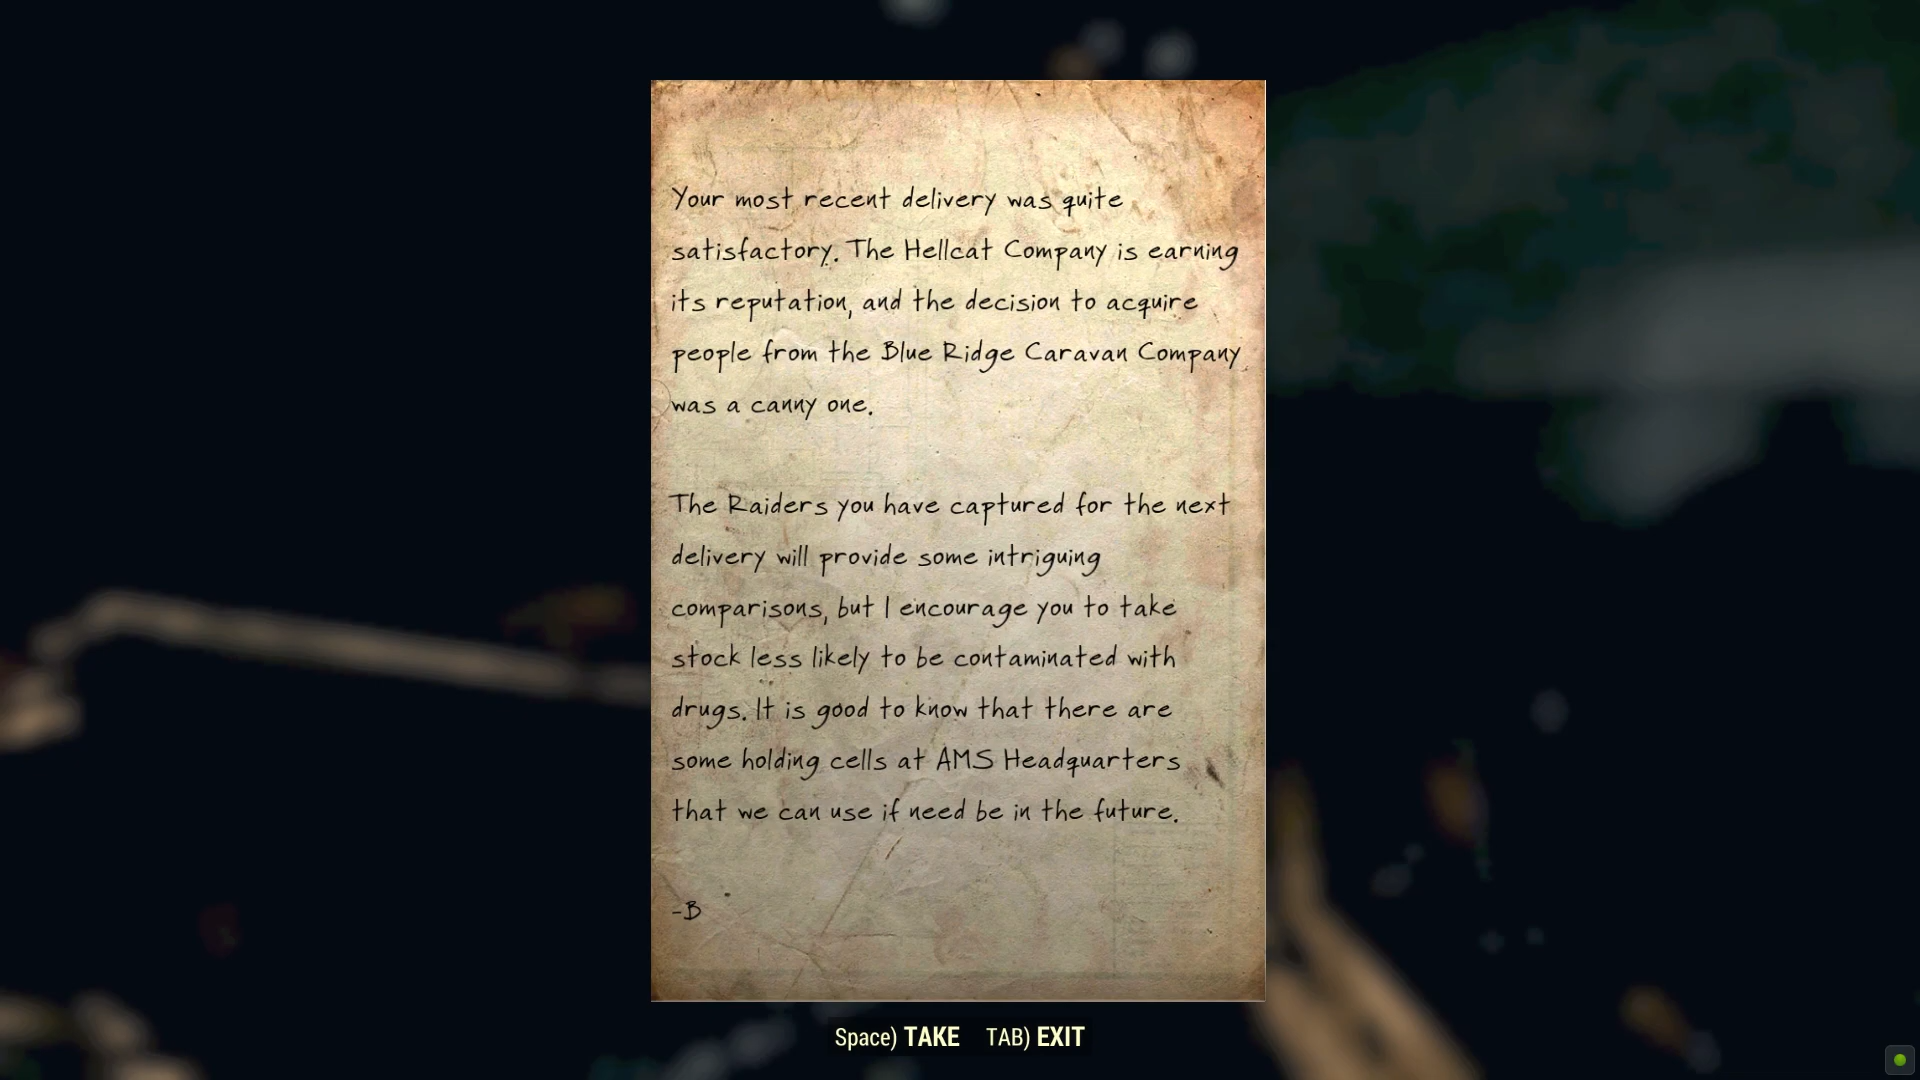 Your most recent delivery was quite
satisfactory. The Hellcat Company is earning
its reputation, and the decision to acquire
people from the Blue Ridge Caravan Company
was a canny one.
The Raiders you have captured for the next
delivery will provide some intriguing
comparisons, but I encourage you to take
stock less likely to be contaminated with
drugs. It is good to know that there are
some holding cells at AMS Headquarters
that we can use if need be in the future.
-B
Space) TAKE TAB) EXIT